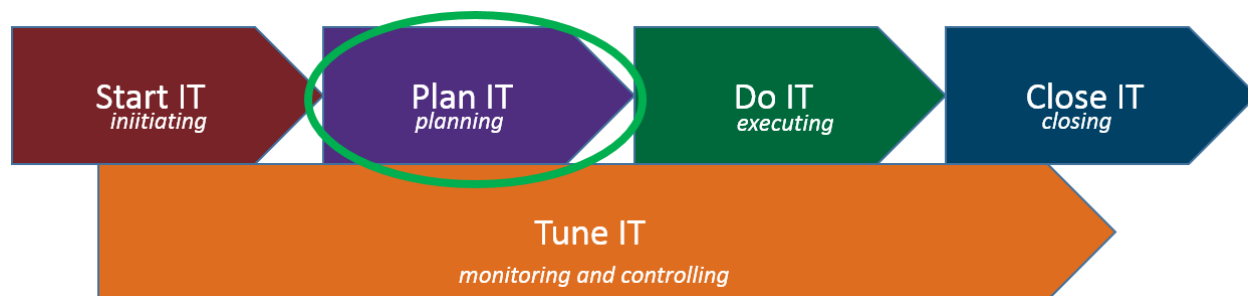 Start IT
iniitiating
Plan IT
planning
Do IT
executing
Close IT
closing
Tune IT
monitoring and controlling